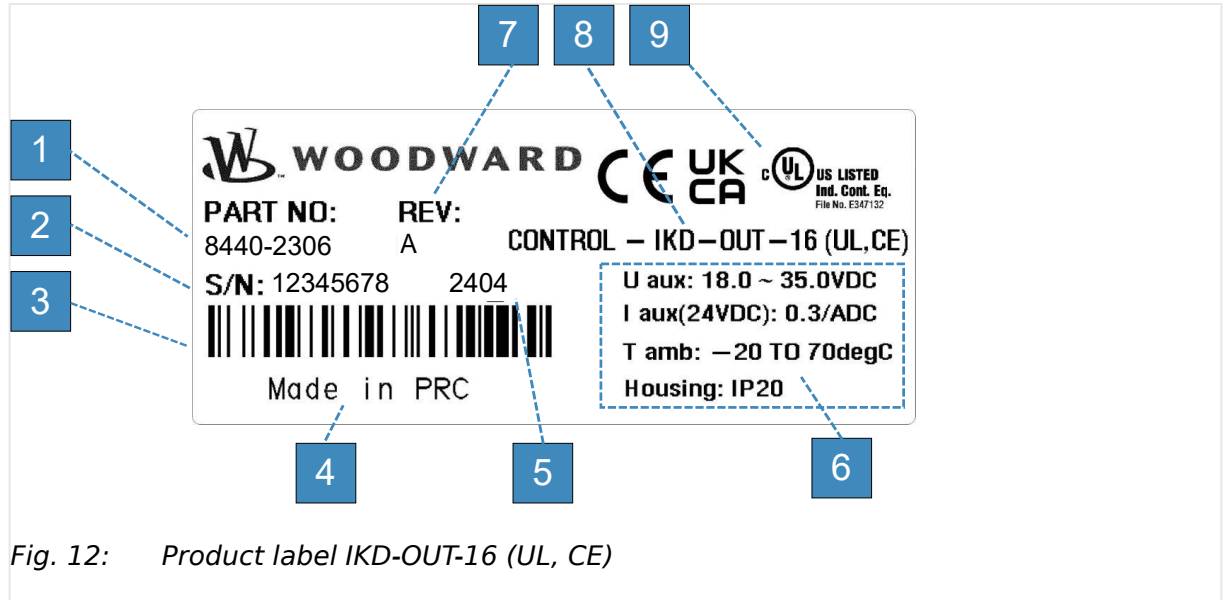 7 8 9
1
WOODWARD CE UK CA c UL ® US LISTED
Ind. Cont. Eq.
File No. E347132
PART NO: REV:
2
8440-2306 A CONTROL – IKD–OUT–16 (UL,CE)
S/N: 12345678 2404
3
U aux: 18.0 ~ 35.0VDC
I aux(24VDC): 0.3/ADC
T amb: –20 TO 70degC
Made in PRC
Housing: IP20
4 5 6
Fig. 12: Product label IKD-OUT-16 (UL, CE)